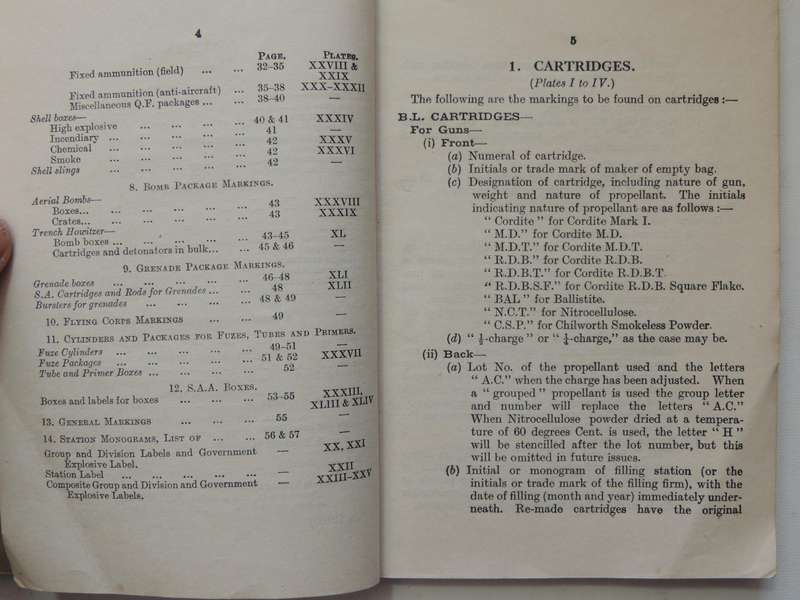 4
PAGE. PLATES.
Fixed ammunition (field) ... ... 32–35 XXVIII &
XXIX
Fixed ammunition (anti-aircraft) ... 35–38 XXX–XXXII
Miscellaneous Q.F. packages ... ... 38–40 —
Shell boxes—
High explosive ... ... ... ... 40 & 41 XXXIV
Incendiary ... ... ... ... ... 41 —
Chemical ... ... ... ... 42 XXXV
Smoke ... ... ... ... 42 XXXVI
Shell slings ... ... ... ... 42 —
8. BOMB PACKAGE MARKINGS.
Aerial Bombs—
Boxes... ... ... ... ... ... 43 XXXVIII
Crates... ... ... ... ... ... 43 XXXIX
Trench Howitzer—
Bomb boxes ... ... ... ... ... 43–45 XL
Cartridges and detonators in bulk... ... 45 & 46 —
9. GRENADE PACKAGE MARKINGS.
Grenade boxes ... ... ... ... ... 46–48 XLI
S.A. Cartridges and Rods for Grenades ... ... 48 XLII
Bursters for grenades ... ... ... ... 48 & 49 —
10. FLYING CORPS MARKINGS ... ... 49 —
11. CYLINDERS AND PACKAGES FOR FUZES, TUBES AND PRIMERS.
Fuze Cylinders ... ... ... ... ... 49–51 —
Fuze Packages ... ... ... ... ... 51 & 52 XXXVII
Tube and Primer Boxes ... ... ... ... 52 —
12. S.A.A. BOXES.
Boxes and labels for boxes ... ... ... 53–55 XXXIII,
XLIII & XLIV
13. GENERAL MARKINGS ... ... ... 55 —
14. STATION MONOGRAMS, LIST OF ... ... 56 & 57 —
Group and Division Labels and Government — XX, XXI
Explosive Label.
Station Label ... ... ... ... ... — XXII
Composite Group and Division and Government — XXIII–XXV
Explosive Labels.
5
1. CARTRIDGES.
(Plates I to IV.)
The following are the markings to be found on cartridges :—
B.L. CARTRIDGES—
For Guns—
(i) Front—
(a) Numeral of cartridge.
(b) Initials or trade mark of maker of empty bag.
(c) Designation of cartridge, including nature of gun,
weight and nature of propellant. The initials
indicating nature of propellant are as follows :—
“ Cordite ” for Cordite Mark I.
“ M.D.” for Cordite M.D.
“ M.D.T.” for Cordite M.D.T.
“ R.D.B.” for Cordite R.D.B.
“ R.D.B.T.” for Cordite R.D.B.T.
“ R.D.B.S.F.” for Cordite R.D.B. Square Flake.
“ BAL ” for Ballistite.
“ N.C.T.” for Nitrocellulose.
“ C.S.P.” for Chilworth Smokeless Powder.
(d) “ -charge ” or “ -charge,” as the case may be.
(ii) Back—
(a) Lot No. of the propellant used and the letters
“ A.C.” when the charge has been adjusted. When
a “ grouped ” propellant is used the group letter
and number will replace the letters “ A.C.”
When Nitrocellulose powder dried at a tempera-
ture of 60 degrees Cent. is used, the letter “ H ”
will be stencilled after the lot number, but this
will be omitted in future issues.
(b) Initial or monogram of filling station (or the
initials or trade mark of the filling firm), with the
date of filling (month and year) immediately under-
neath. Re-made cartridges have the original